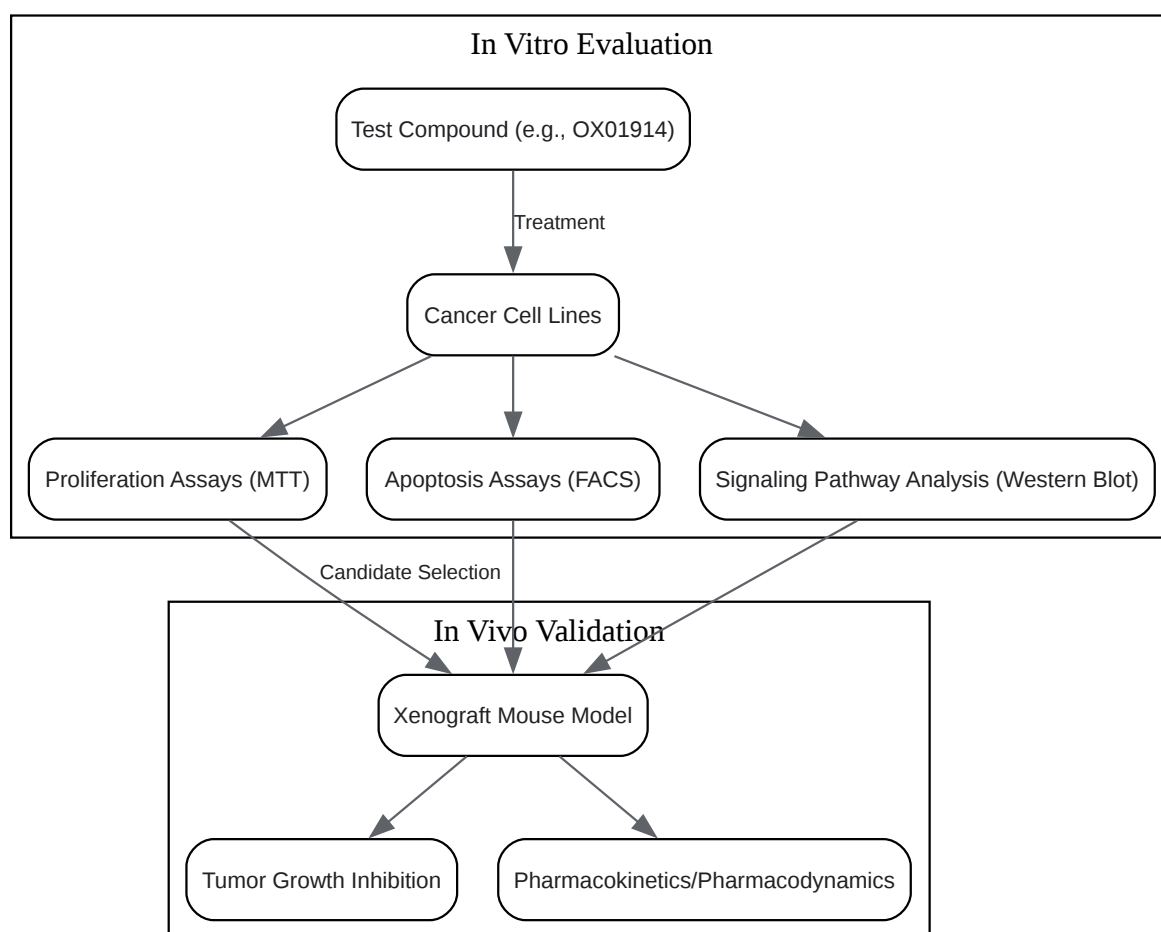 In Vitro Evaluation
Test Compound (e.g., OX01914)
Treatment
Cancer Cell Lines
Proliferation Assays (MTT)
Apoptosis Assays (FACS)
Signaling Pathway Analysis (Western Blot)
Candidate Selection
In Vivo Validation
Xenograft Mouse Model
Tumor Growth Inhibition
Pharmacokinetics/Pharmacodynamics